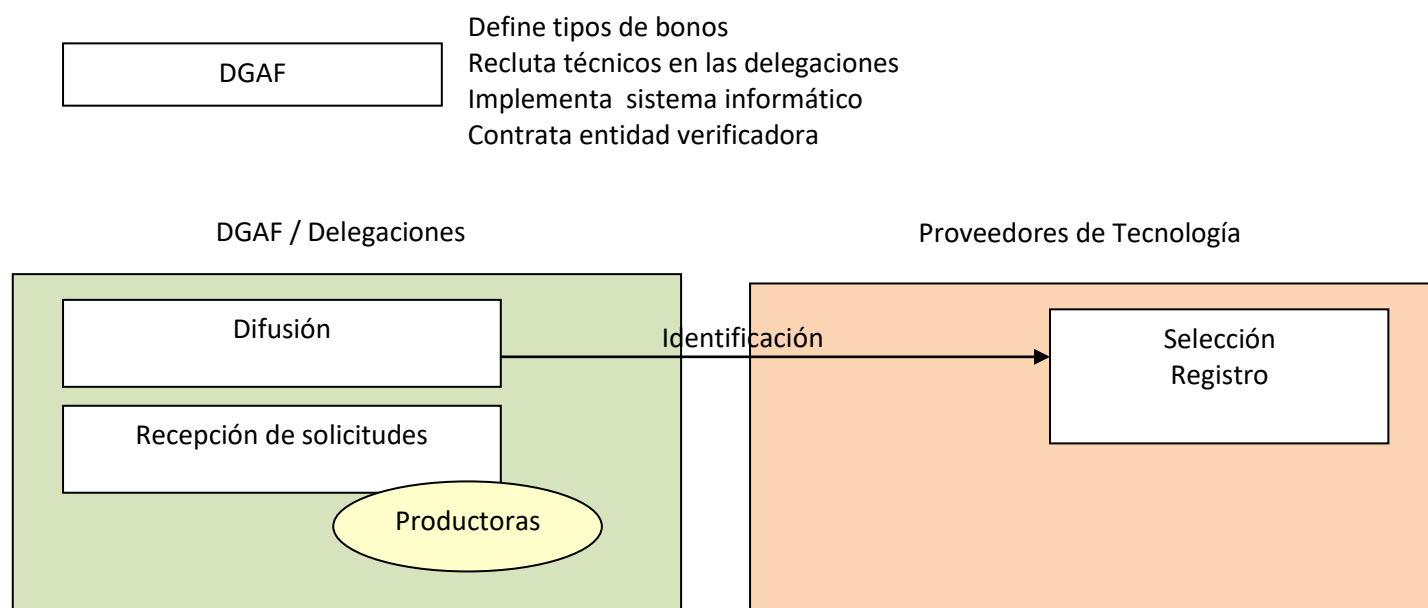 Define tipos de bonos
DGAF
Recluta técnicos en las delegaciones
Implementa sistema informático
Contrata entidad verificadora
DGAF / Delegaciones
Proveedores de Tecnología
Difusión
Identificación
Selección
Registro
Recepción de solicitudes
Productoras